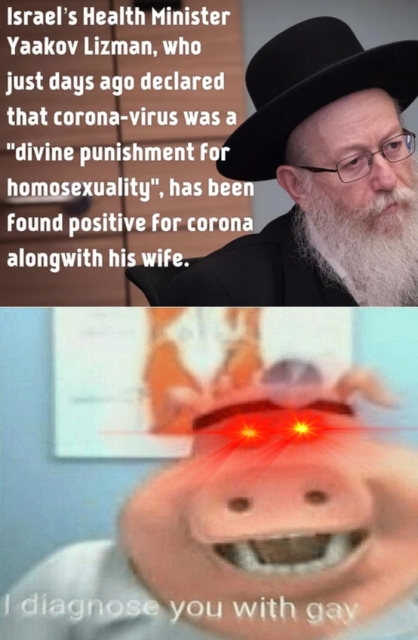 Israel's Health Minister
Yaakov Lizman, who
just days ago declared
that corona-virus was a
"divine punishment for
homosexuality", has been
found positive for corona
alongwith his wife.
I diagnose you with gay